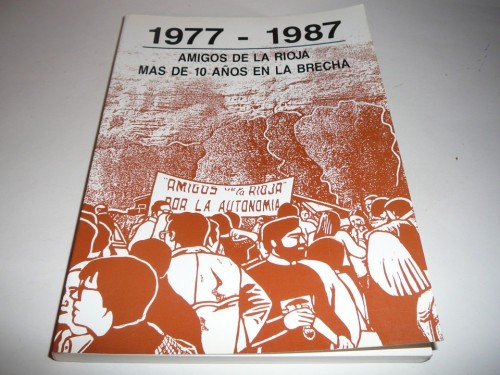 1977 - 1987
AMIGOS DE LA RIOJA
MAS DE 10 AÑOS EN LA BRECHA
"AMIGOS DE LA RIOJA"
POR LA AUTONOMIA